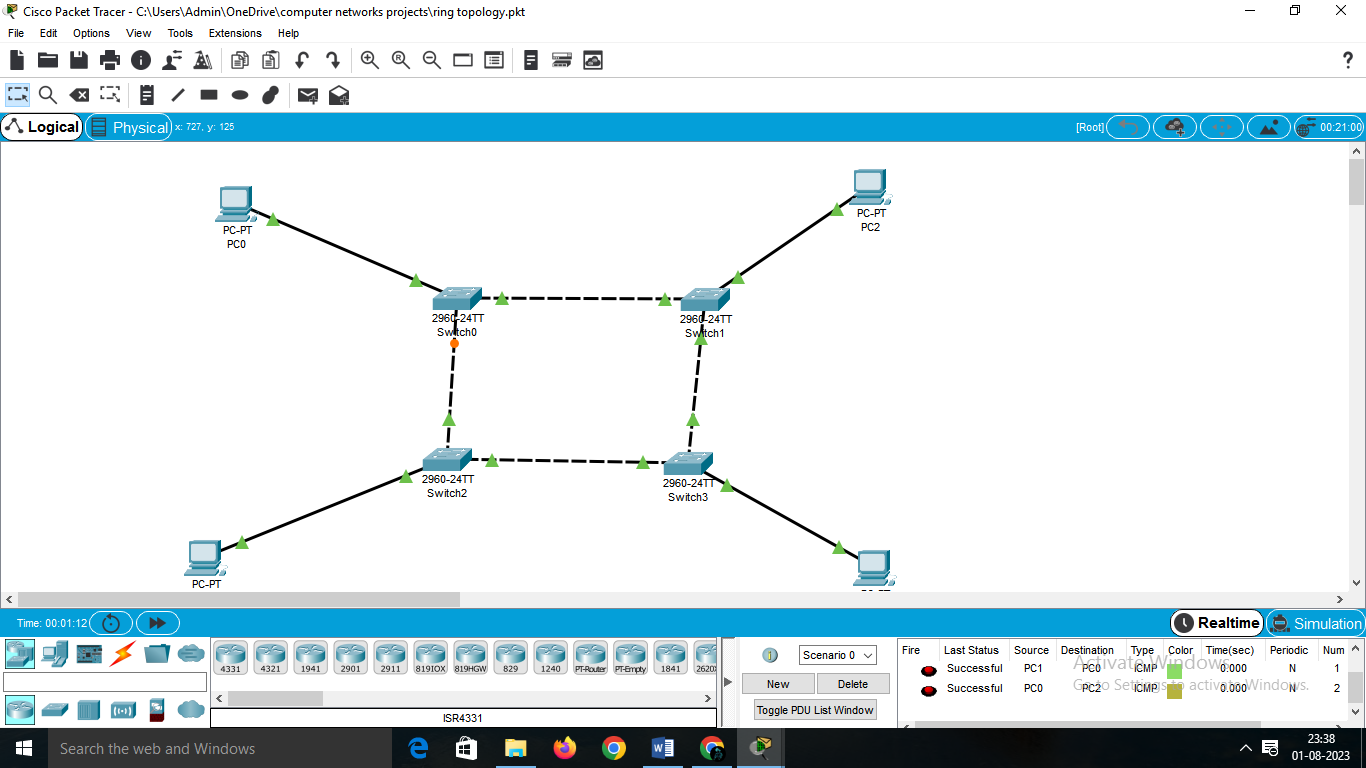 Cisco Packet Tracer - C:\Users\Admin\OneDrive\computer networks projects\ring topology.pkt
File Edit Options View Tools Extensions Help
Logical Physical x: 727, y: 125 [Root] 00:21:00
PC-PT
PC0
PC-PT
PC2
2960-24TT
Switch0
2960-24TT
Switch1
2960-24TT
Switch2
2960-24TT
Switch3
PC-PT
Time: 00:01:12 Realtime Simulation
4331 4321 1941 2901 2911 819IOX 819HGW 829 1240 PT-Router PT-Empty 1841 2620X
ISR4331
Scenario 0
New Delete
Toggle PDU List Window
Fire Last Status Source Destination Type Color Time(sec) Periodic Num
Successful PC1 PC0 ICMP 0.000 N 1
Successful PC0 PC2 ICMP 0.000 N 2
Activate Windows
Go to Settings to activate Windows.
Search the web and Windows
23:38
01-08-2023